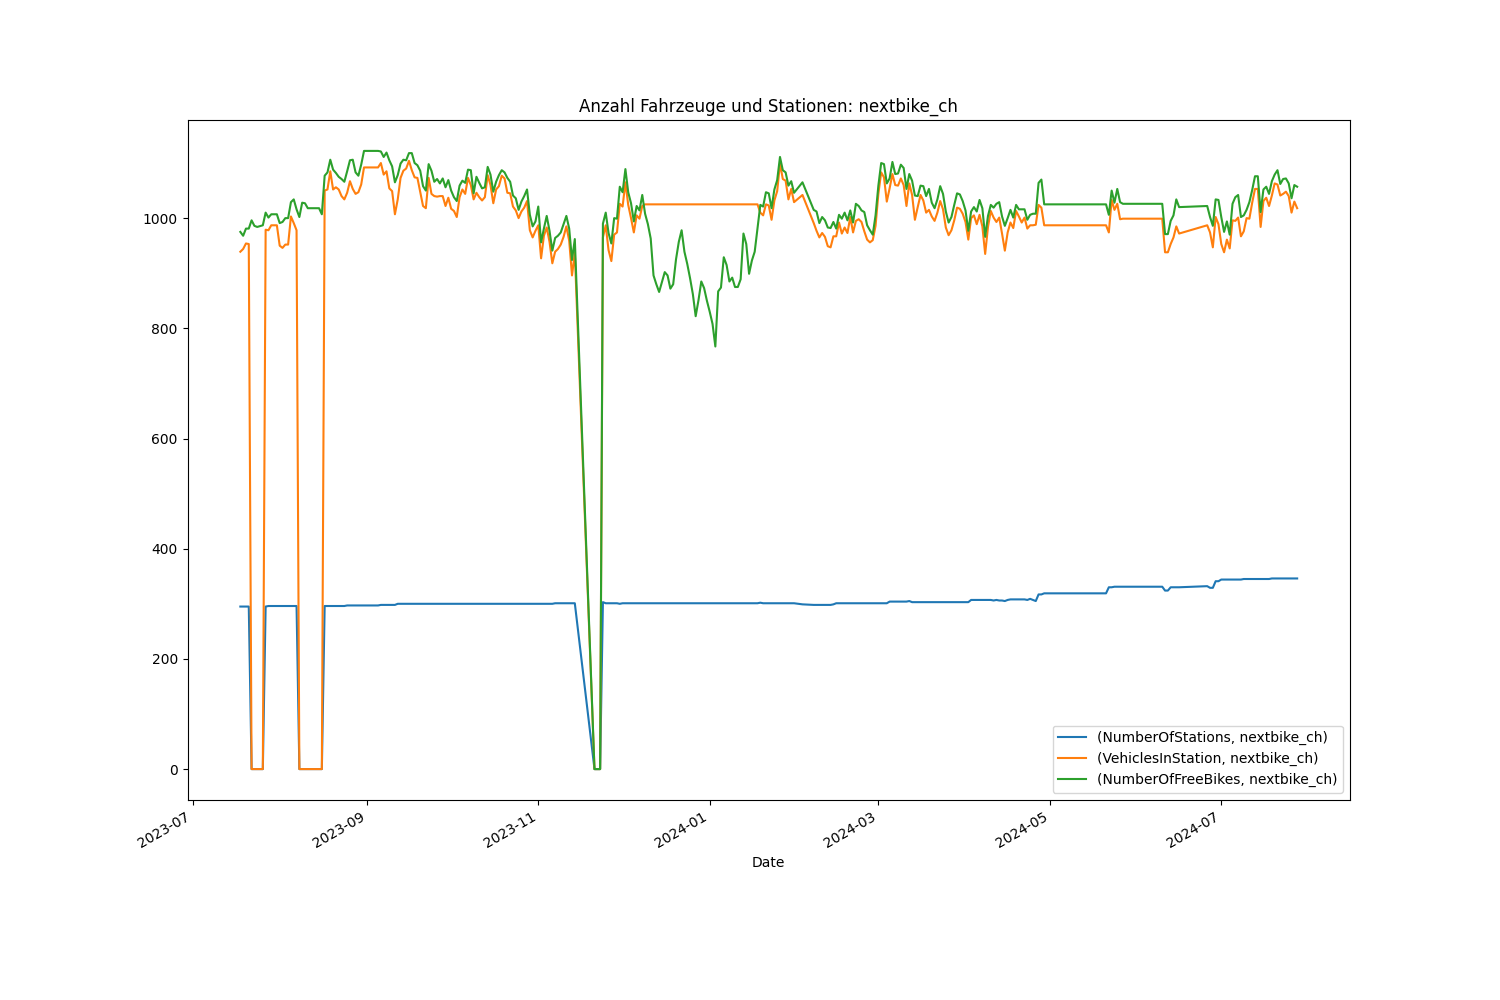 Anzahl Fahrzeuge und Stationen: nextbike_ch
1000
800
600
400
200
0
(NumberOfStations, nextbike_ch)
(VehiclesInStation, nextbike_ch)
(NumberOfFreeBikes, nextbike_ch)
2023-07
2023-09
2023-11
2024-01
2024-03
2024-05
2024-07
Date